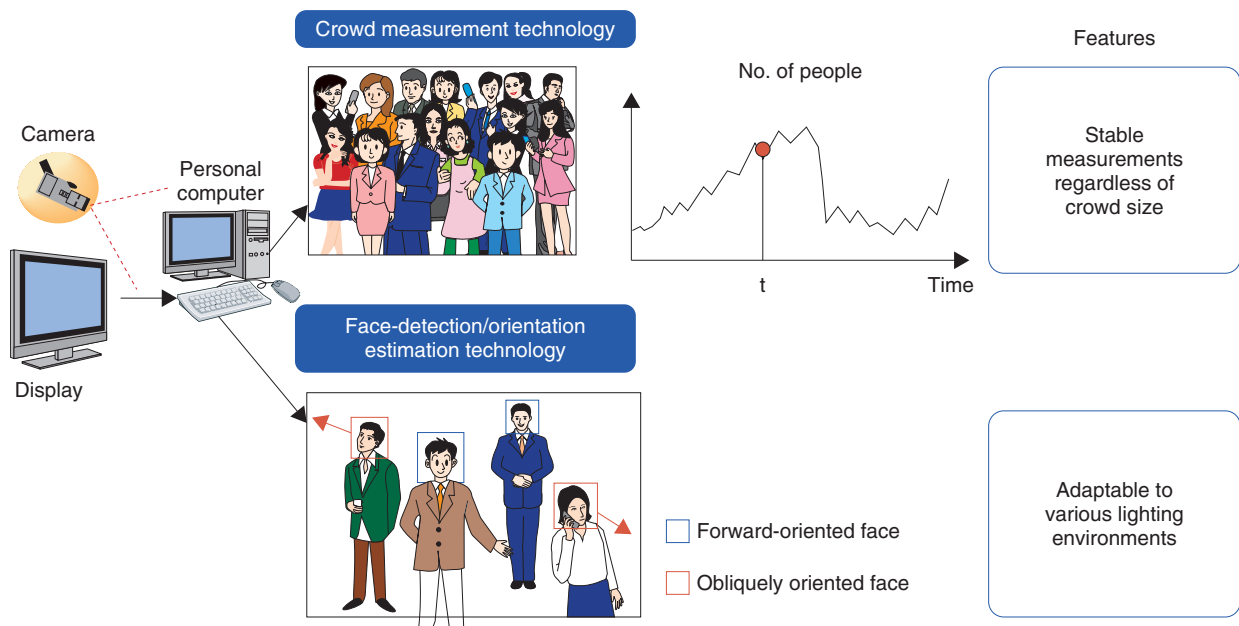 Crowd measurement technology
Features
No. of people
Camera
Personal
computer
Stable
measurements
regardless of
crowd size
t
Time
Face-detection/orientation
estimation technology
Display
Forward-oriented face
Obliquely oriented face
Adaptable to
various lighting
environments